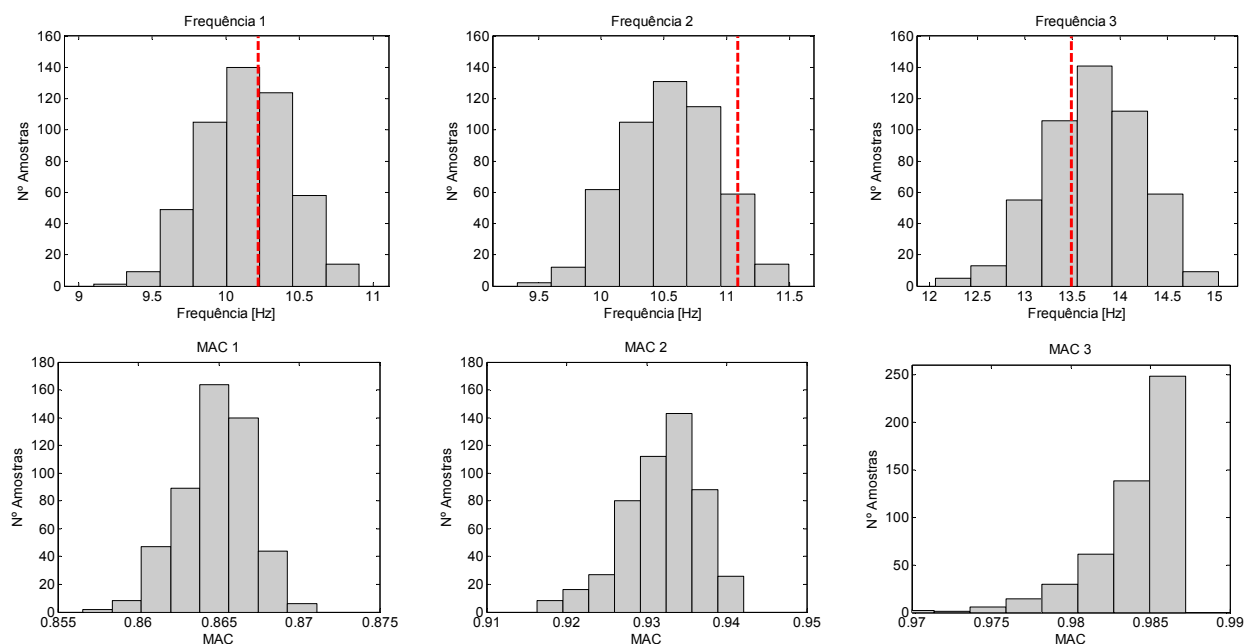 Frequência 1
160
140
120
100
80
60
40
20
0
Nº Amostras
9 9.5 10 10.5 11
Frequência [Hz]
Frequência 2
160
140
120
100
80
60
40
20
0
Nº Amostras
9.5 10 10.5 11 11.5
Frequência [Hz]
Frequência 3
160
140
120
100
80
60
40
20
0
Nº Amostras
12 12.5 13 13.5 14 14.5 15
Frequência [Hz]
MAC 1
180
160
140
120
100
80
60
40
20
0
Nº Amostras
0.855 0.86 0.865 0.87 0.875
MAC
MAC 2
180
160
140
120
100
80
60
40
20
0
Nº Amostras
0.91 0.92 0.93 0.94 0.95
MAC
MAC 3
250
200
150
100
50
0
Nº Amostras
0.97 0.975 0.98 0.985 0.99
MAC